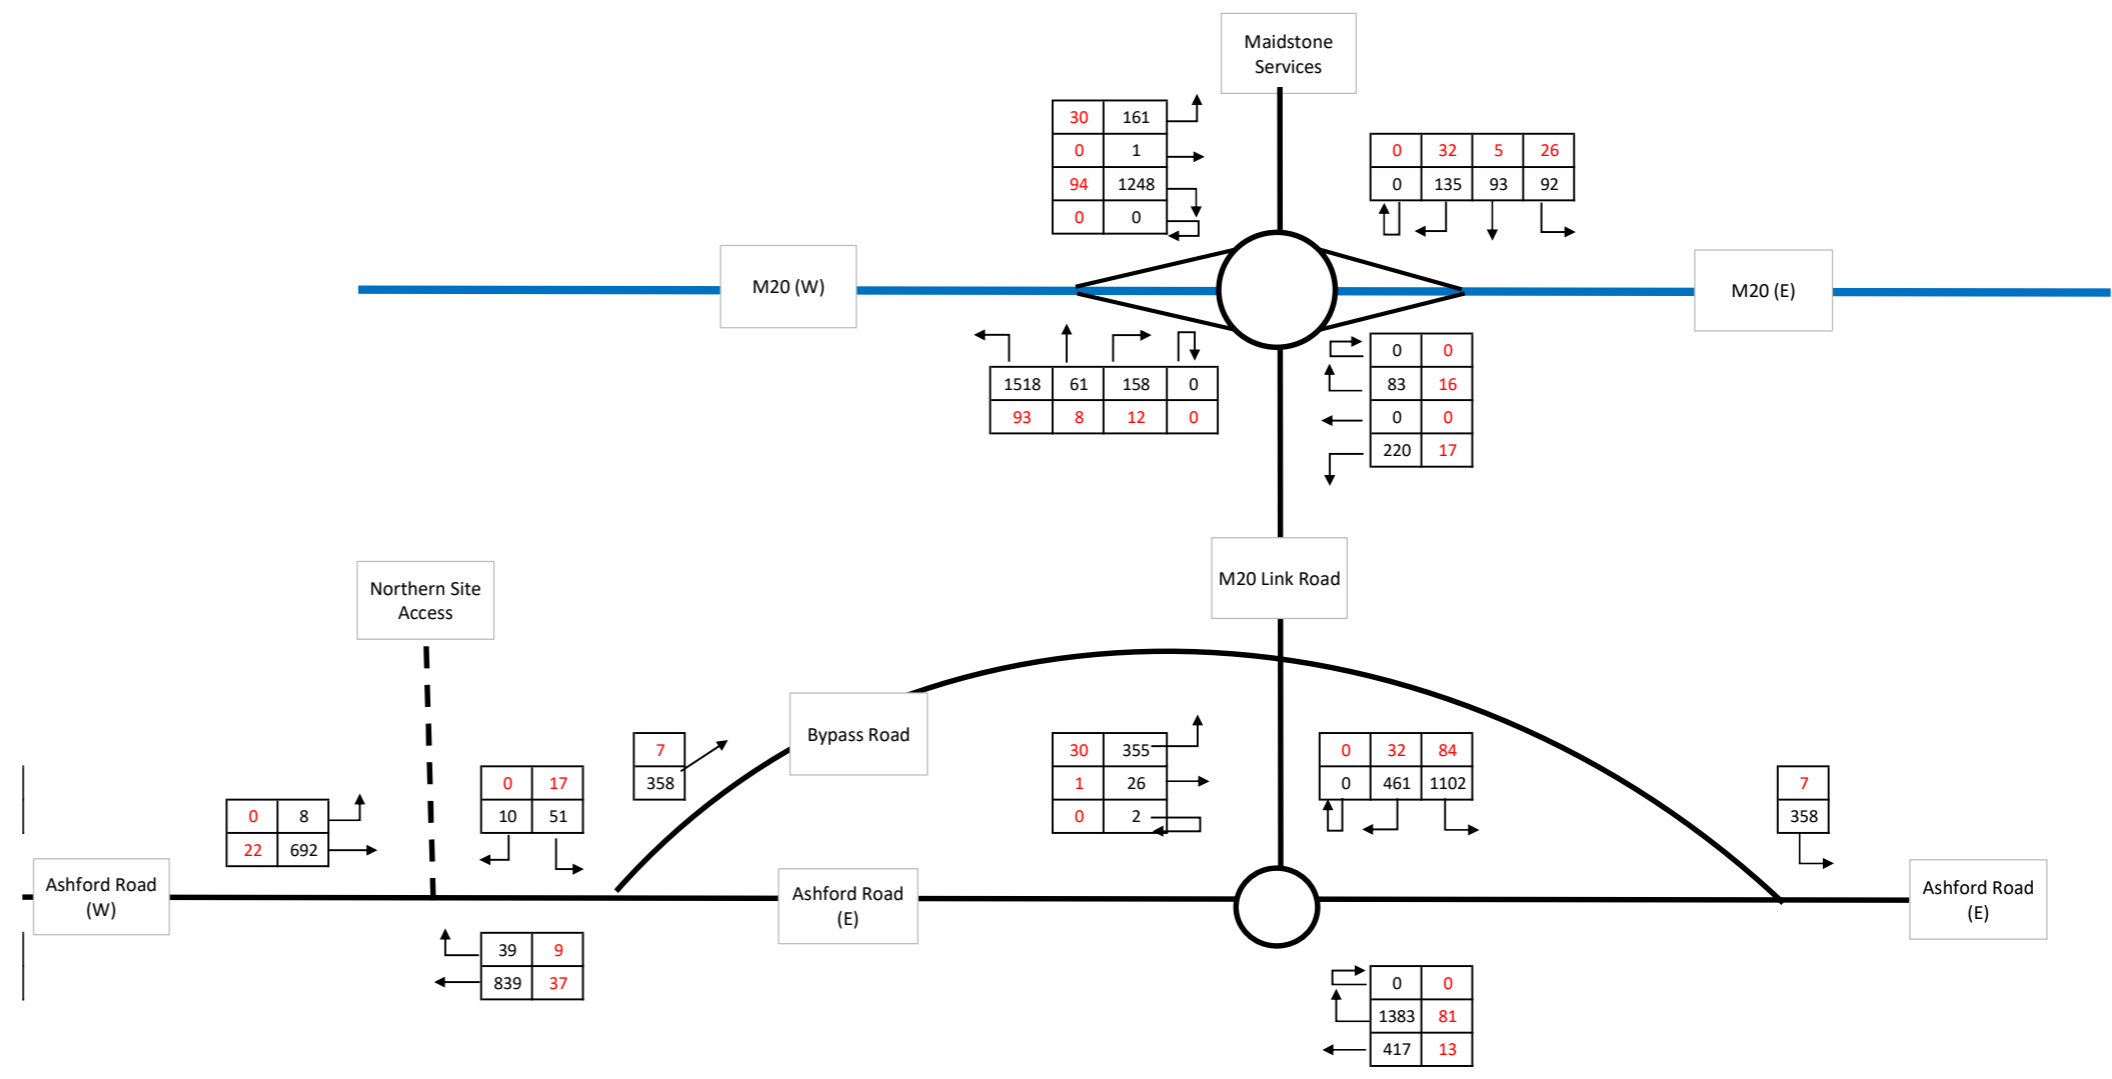 Maidstone
Services
30 161
0 1
94 1248
0 0
0 32 5 26
0 135 93 92
M20 (W)
M20 (E)
1518 61 158 0
93 8 12 0
0 0
83 16
0 0
220 17
M20 Link Road
Northern Site
Access
Bypass Road
0 8
22 692
0 17
10 51
7
358
30 355
1 26
0 2
0 32 84
0 461 1102
7
358
Ashford Road
(W)
Ashford Road
(E)
Ashford Road
(E)
39 9
839 37
0 0
1383 81
417 13